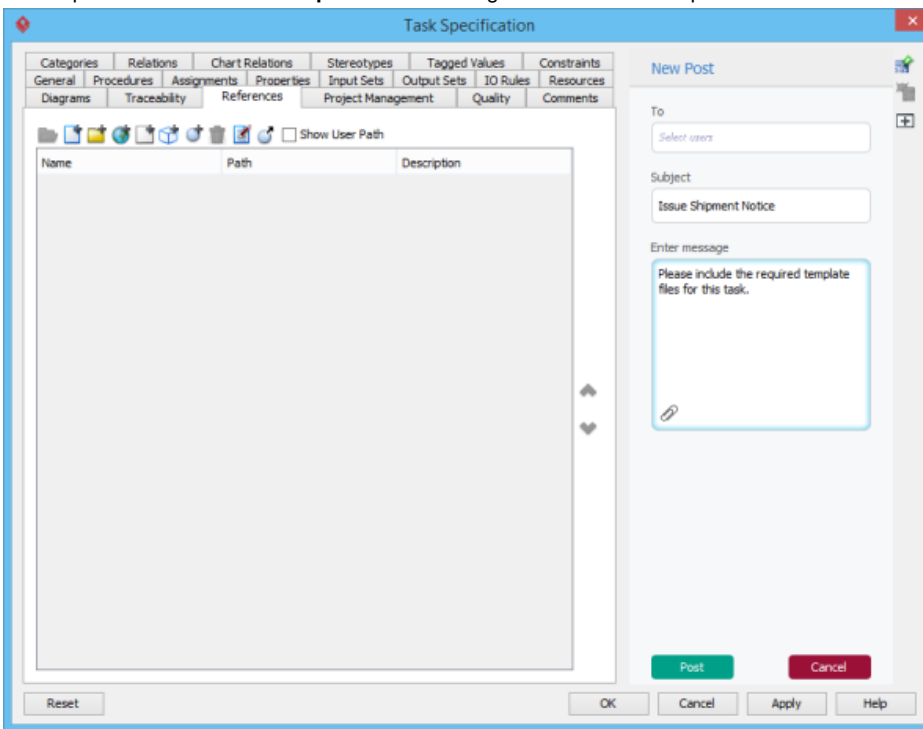 Task Specification
Categories Relations Chart Relations Stereotypes Tagged Values Constraints
General Procedures Assignments Properties Input Sets Output Sets IO Rules Resources
Diagrams Traceability References Project Management Quality Comments
Show User Path
Name Path Description
New Post
To
Select users
Subject
Issue Shipment Notice
Enter message
Please include the required template
files for this task.
Post Cancel
Reset OK Cancel Apply Help